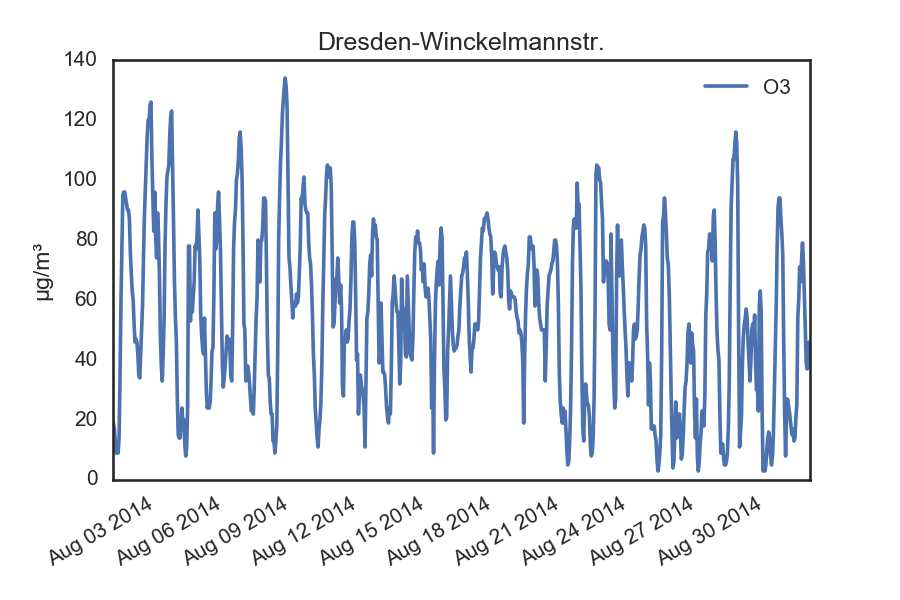 Dresden-Winckelmannstr.
O3
µg/m³
140
120
100
80
60
40
20
0
Aug 03 2014
Aug 06 2014
Aug 09 2014
Aug 12 2014
Aug 15 2014
Aug 18 2014
Aug 21 2014
Aug 24 2014
Aug 27 2014
Aug 30 2014